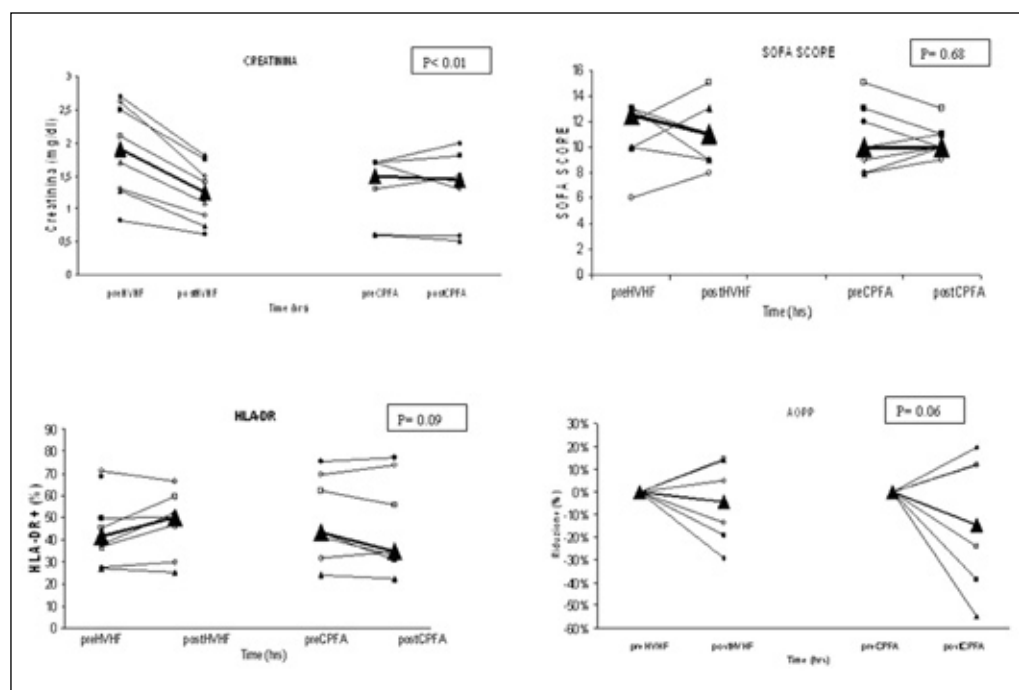 CREATININA
P< 0.01
Creatinina (mg/dl)
3
2,5
2
1,5
1
0,5
0
preHVHF postHVHF preCPFA postCPFA
Time (hrs)
SOFA SCORE
P= 0.68
SOFA SCORE
16
14
12
10
8
6
4
2
0
preHVHF postHVHF preCPFA postCPFA
Time (hrs)
HLA-DR
P= 0.09
HLA-DR+ (%)
90
80
70
60
50
40
30
20
10
0
preHVHF postHVHF preCPFA postCPFA
Time (hrs)
AOPP
P= 0.06
Riduzione (%)
30%
20%
10%
0%
-10%
-20%
-30%
-40%
-50%
-60%
preHVHF postHVHF preCPFA postCPFA
Time (hrs)